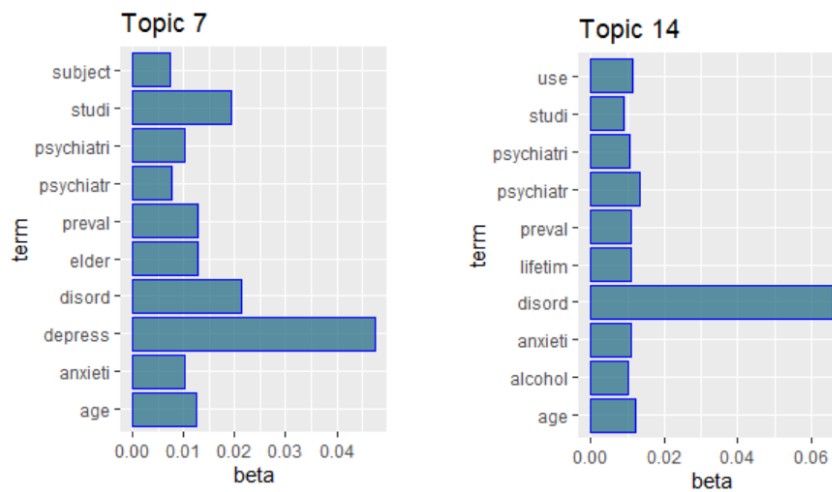 Topic 7
subject
studi
psychiatri
psychiatr
preval
elder
disord
depress
anxieti
age
term
0.00 0.01 0.02 0.03 0.04
beta
Topic 14
use
studi
psychiatri
psychiatr
preval
lifetim
disord
anxieti
alcohol
age
term
0.00 0.02 0.04 0.06
beta